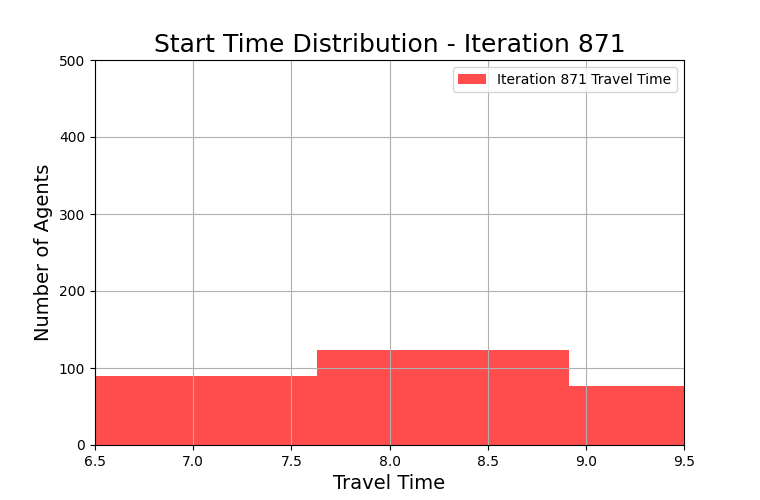 Start Time Distribution - Iteration 871
Iteration 871 Travel Time
Number of Agents
500
400
300
200
100
0
6.5 7.0 7.5 8.0 8.5 9.0 9.5
Travel Time